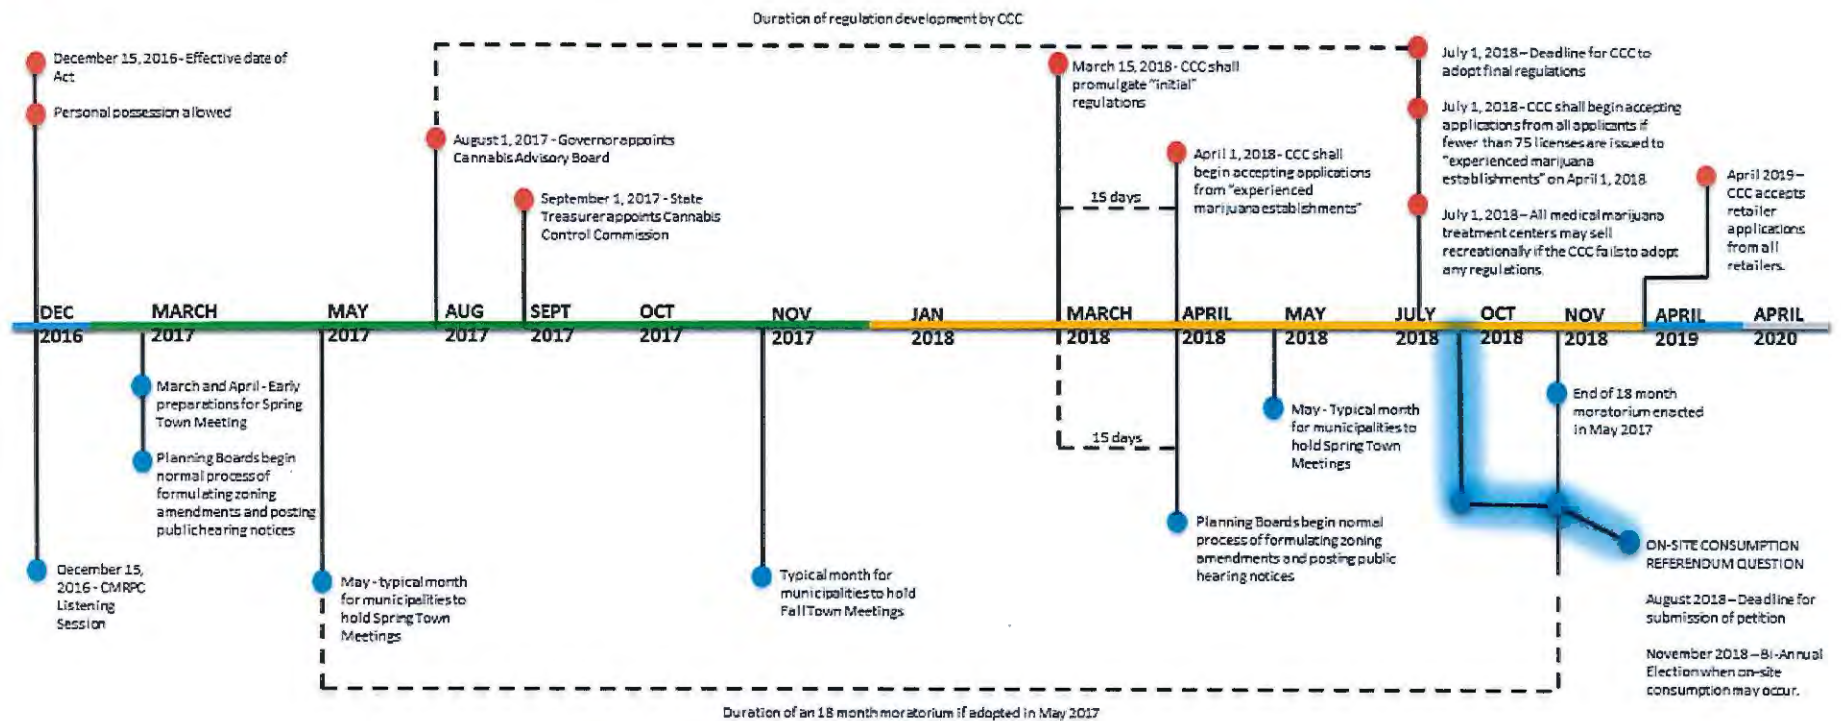 Duration of regulation development by CCC
December 15, 2016 - Effective date of
Act
Personal possession allowed
August 1, 2017 - Governor appoints
Cannabis Advisory Board
September 1, 2017 - State
Treasurer appoints Cannabis
Control Commission
March 15, 2018 - CCC shall
promulgate "initial"
regulations
April 1, 2018 - CCC shall
begin accepting applications
from "experienced
marijuana establishments"
15 days
July 1, 2018 – Deadline for CCC to
adopt final regulations
July 1, 2018 - CCC shall begin accepting
applications from all applicants if
fewer than 75 licenses are issued to
"experienced marijuana
establishments" on April 1, 2018
July 1, 2018 – All medical marijuana
treatment centers may sell
recreationally if the CCC fails to adopt
any regulations.
April 2019 –
CCC accepts
retailer
applications
from all
retailers.
DEC
2016
MARCH
2017
MAY
2017
AUG
2017
SEPT
2017
OCT
2017
NOV
2017
JAN
2018
MARCH
2018
APRIL
2018
MAY
2018
JULY
2018
OCT
2018
NOV
2018
APRIL
2019
APRIL
2020
March and April - Early
preparations for Spring
Town Meeting
Planning Boards begin
normal process of
formulating zoning
amendments and posting
public hearing notices
December 15,
2016 - CMRPC
Listening
Session
May - typical month
for municipalities to
hold Spring Town
Meetings
Typical month for
municipalities to hold
Fall Town Meetings
15 days
Planning Boards begin normal
process of formulating zoning
amendments and posting public
hearing notices
May - Typical month
for municipalities to
hold Spring Town
Meetings
End of 18 month
moratorium enacted
in May 2017
ON-SITE CONSUMPTION
REFERENDUM QUESTION
August 2018 – Deadline for
submission of petition
November 2018 – Bi-Annual
Election when on-site
consumption may occur.
Duration of an 18 month moratorium if adopted in May 2017